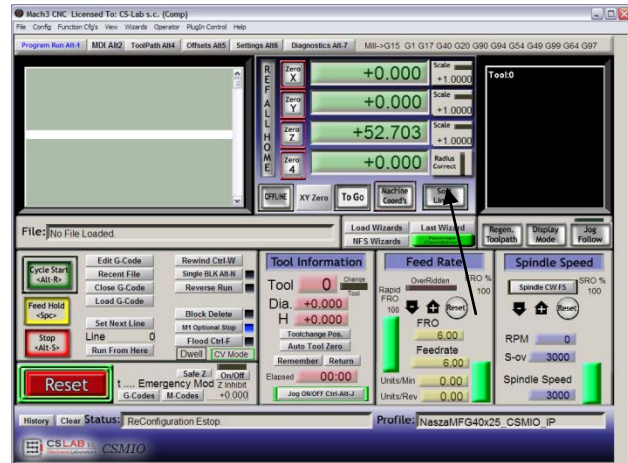 Mach3 CNC Licensed To: CS-Lab s.c. (Comp)
File Config Function Cfg's View Wizards Operator PlugIn Control Help
Program Run Alt-1 MDI Alt2 ToolPath Alt4 Offsets Alt5 Settings Alt6 Diagnostics Alt-7 Mill->G15 G1 G17 G40 G20 G90 G94 G54 G49 G99 G64 G97
REF ALL HOME
Zero X +0.000 Scale +1.0000
Zero Y +0.000 Scale +1.0000
Zero Z +52.703 Scale +1.0000
Zero 4 +0.000 Radius Correct
Tool:0
OFFLINE XY Zero To Go Machine Coord's Soft
File: No File Loaded.
Load Wizards Last Wizard
NFS Wizards
Regen. Toolpath Display Mode Jog Follow
Cycle Start <Alt-R>
Feed Hold <Spc>
Stop <Alt-S>
Edit G-Code Rewind Ctrl-W
Recent File Single BLK Alt-N
Close G-Code Reverse Run
Load G-Code
Block Delete
Set Next Line M1 Optional Stop
Line 0 Flood Ctrl-F
Run From Here Dwell CV Mode
Reset
t .... Emergency Mod
Safe Z On/Off
Z Inhibit
G-Codes M-Codes +0.000
Tool Information
Tool 0 Change Tool
Dia. +0.000
H +0.000
Toolchange Pos.
Auto Tool Zero
Remember Return
Elapsed 00:00
Jog ON/OFF Ctrl-Alt-J
Feed Rate
OverRidden
Rapid FRO 100
RO % 100
Reset
FRO
6.00
Feedrate
6.00
Units/Min 0.00
Units/Rev 0.00
Spindle Speed
Spindle CW F5
SRO % 100
Reset
RPM 0
S-ov 3000
Spindle Speed
3000
History Clear Status: ReConfiguration Estop.
Profile: NaszaMFG40x25_CSMIO_IP
CSLAB s.c.
CSMIO